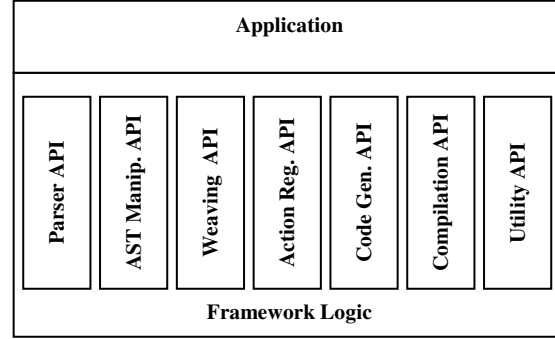 Application
Parser API
AST Manip. API
Weaving API
Action Reg. API
Code Gen. API
Compilation API
Utility API
Framework Logic